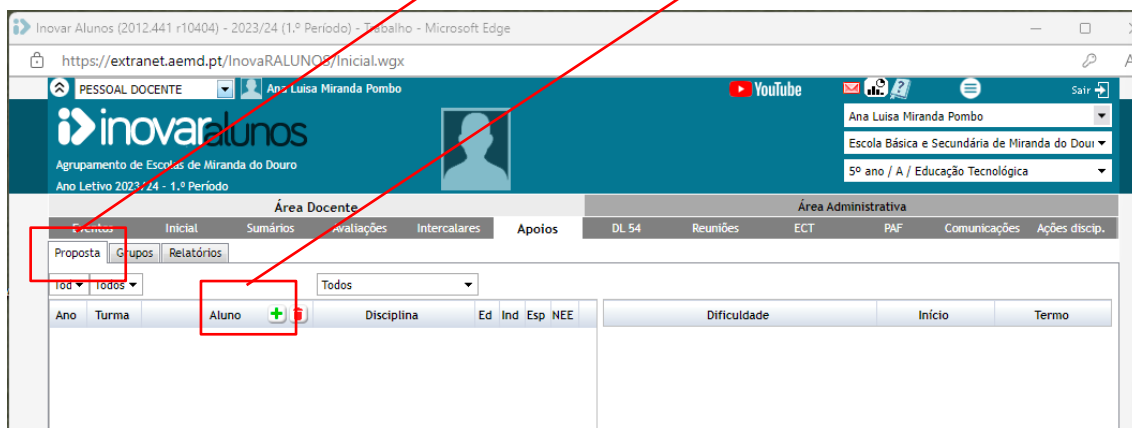 Inovar Alunos (2012.441 r10404) - 2023/24 (1.º Período) - Trabalho - Microsoft Edge
https://extranet.aemd.pt/InovaRALUNOS/Inicial.wgx
PESSOAL DOCENTE Ana Luisa Miranda Pombo YouTube Sair
inovaralunos
Ana Luisa Miranda Pombo
Escola Básica e Secundária de Miranda do Dour
Agrupamento de Escolas de Miranda do Douro
5º ano / A / Educação Tecnológica
Ano Letivo 2023/24 - 1.º Período
Área Docente Área Administrativa
Eventos Inicial Sumários Avaliações Intercalares Apoios DL 54 Reuniões ECT PAF Comunicações Ações discip.
Proposta Grupos Relatórios
Tod Todos Todos
Ano Turma Aluno Disciplina Ed Ind Esp NEE Dificuldade Início Termo